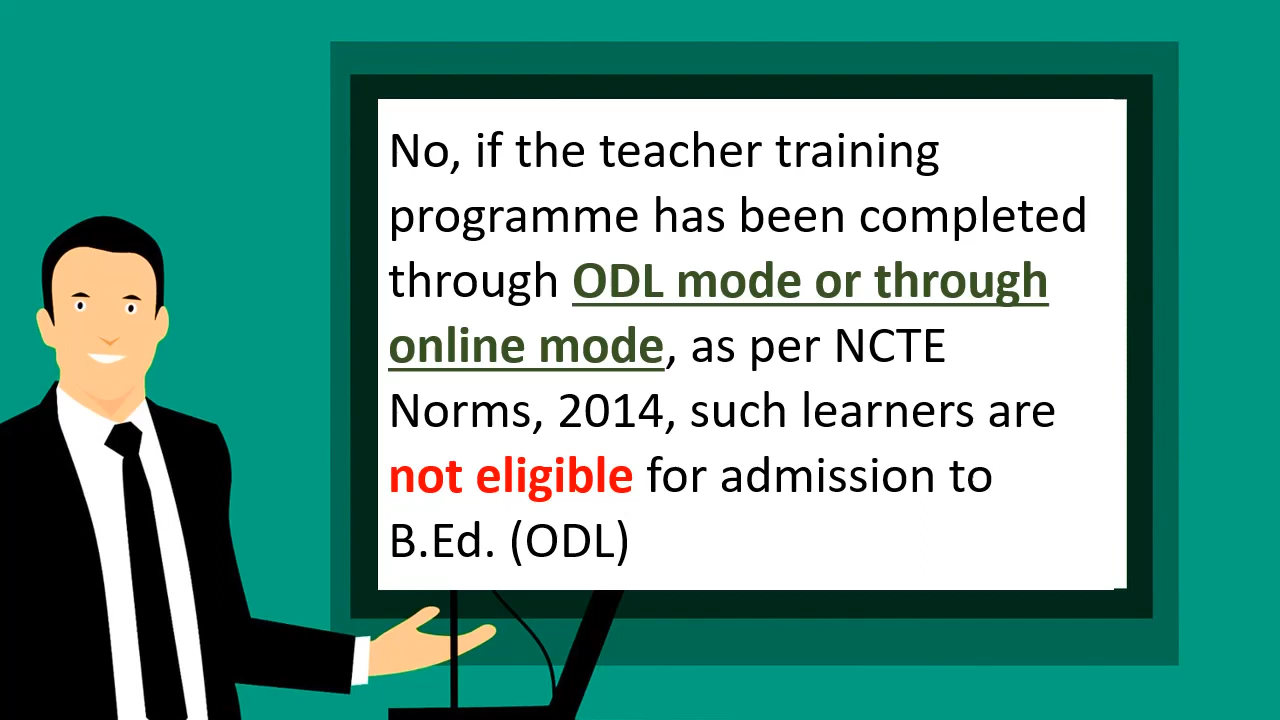 No, if the teacher training
programme has been completed
through ODL mode or through
online mode, as per NCTE
Norms, 2014, such learners are
not eligible for admission to
B.Ed. (ODL)